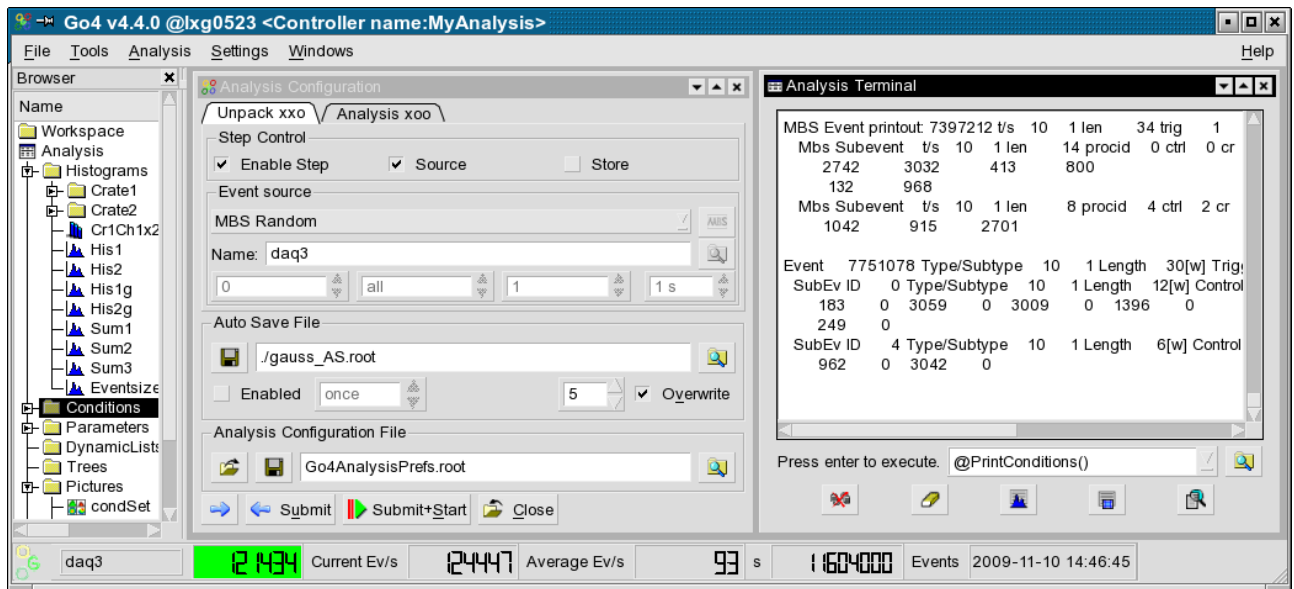 Go4 v4.4.0 @lxg0523 <Controller name:MyAnalysis>
File Tools Analysis Settings Windows Help
Browser
Name
Workspace
Analysis
Histograms
Crate1
Crate2
Cr1Ch1x2
His1
His2
His1g
His2g
Sum1
Sum2
Sum3
Eventsize
Conditions
Parameters
DynamicLists
Trees
Pictures
condSet
Analysis Configuration
Unpack xxo Analysis xoo
Step Control
Enable Step Source Store
Event source
MBS Random MBS
Name: daq3
0 all 1 1 s
Auto Save File
./gauss_AS.root
Enabled once 5 Overwrite
Analysis Configuration File
Go4AnalysisPrefs.root
Submit Submit+Start Close
Analysis Terminal
MBS Event printout: 7397212 t/s 10 1 len 34 trig 1
Mbs Subevent t/s 10 1 len 14 procid 0 ctrl 0 cr
2742 3032 413 800
132 968
Mbs Subevent t/s 10 1 len 8 procid 4 ctrl 2 cr
1042 915 2701
Event 7751078 Type/Subtype 10 1 Length 30[w] Trig
SubEv ID 0 Type/Subtype 10 1 Length 12[w] Control
183 0 3059 0 3009 0 1396 0
249 0
SubEv ID 4 Type/Subtype 10 1 Length 6[w] Control
962 0 3042 0
Press enter to execute. @PrintConditions()
daq3 121434 Current Ev/s 124447 Average Ev/s 93 s 11604000 Events 2009-11-10 14:46:45